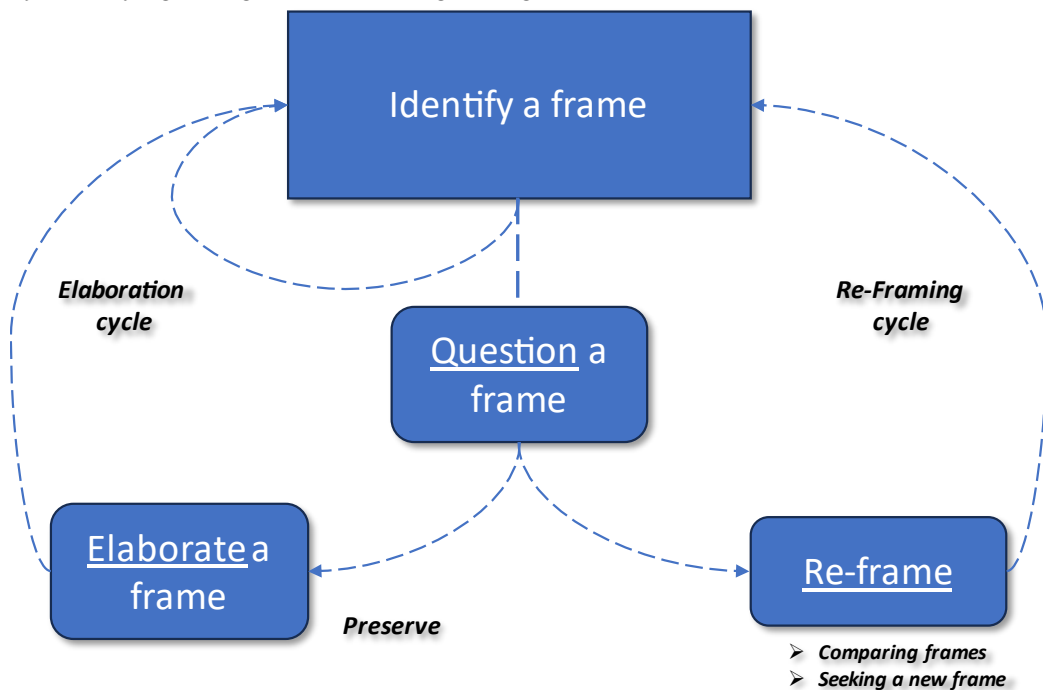 Identify a frame
Elaboration
cycle
Re-Framing
cycle
Question a
frame
Elaborate a
frame
Re-frame
Preserve
➢ Comparing frames
➢ Seeking a new frame